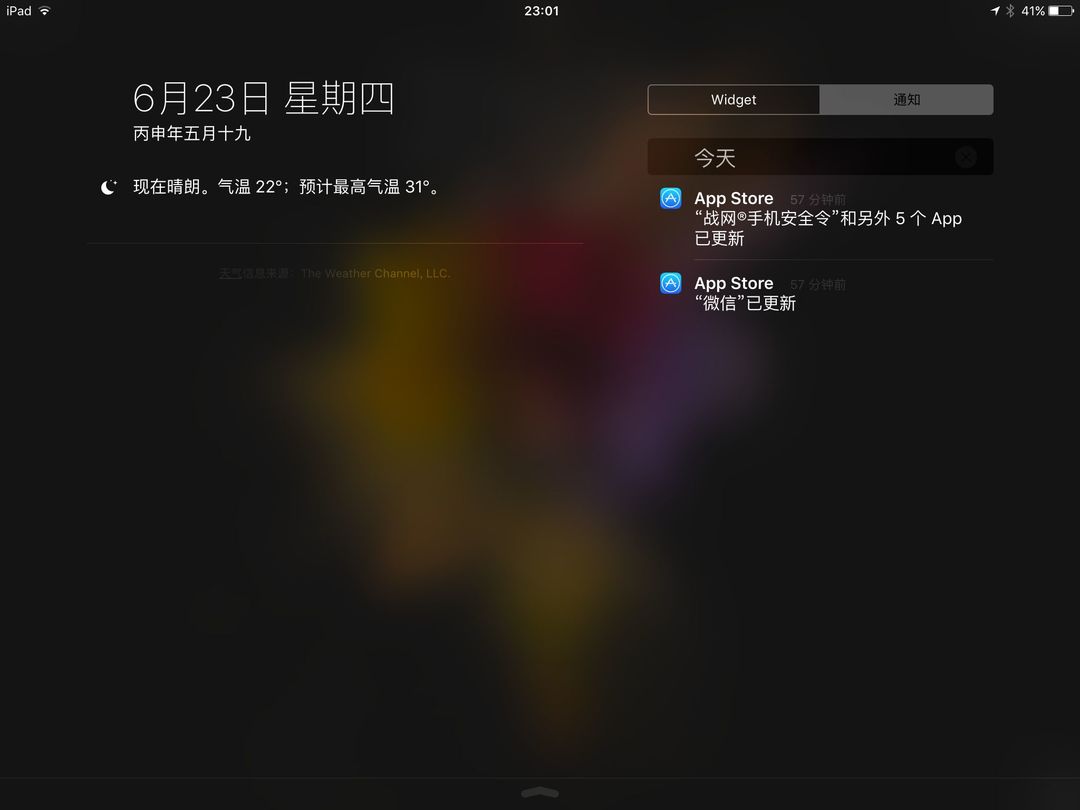 iPad
23:01
41%
6月23日 星期四
丙申年五月十九
现在晴朗。气温 22°；预计最高气温 31°。
天气信息来源：The Weather Channel, LLC.
Widget
通知
今天
App Store 57 分钟前
“战网®手机安全令”和另外 5 个 App
已更新
App Store 57 分钟前
“微信”已更新